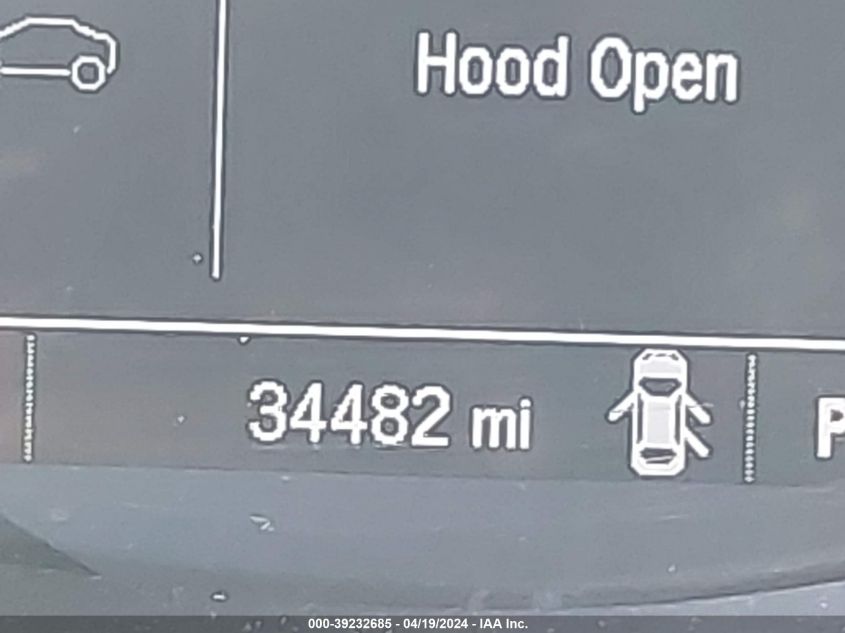 Hood Open
34482 mi
P
000-39232685 - 04/19/2024 - IAA Inc.